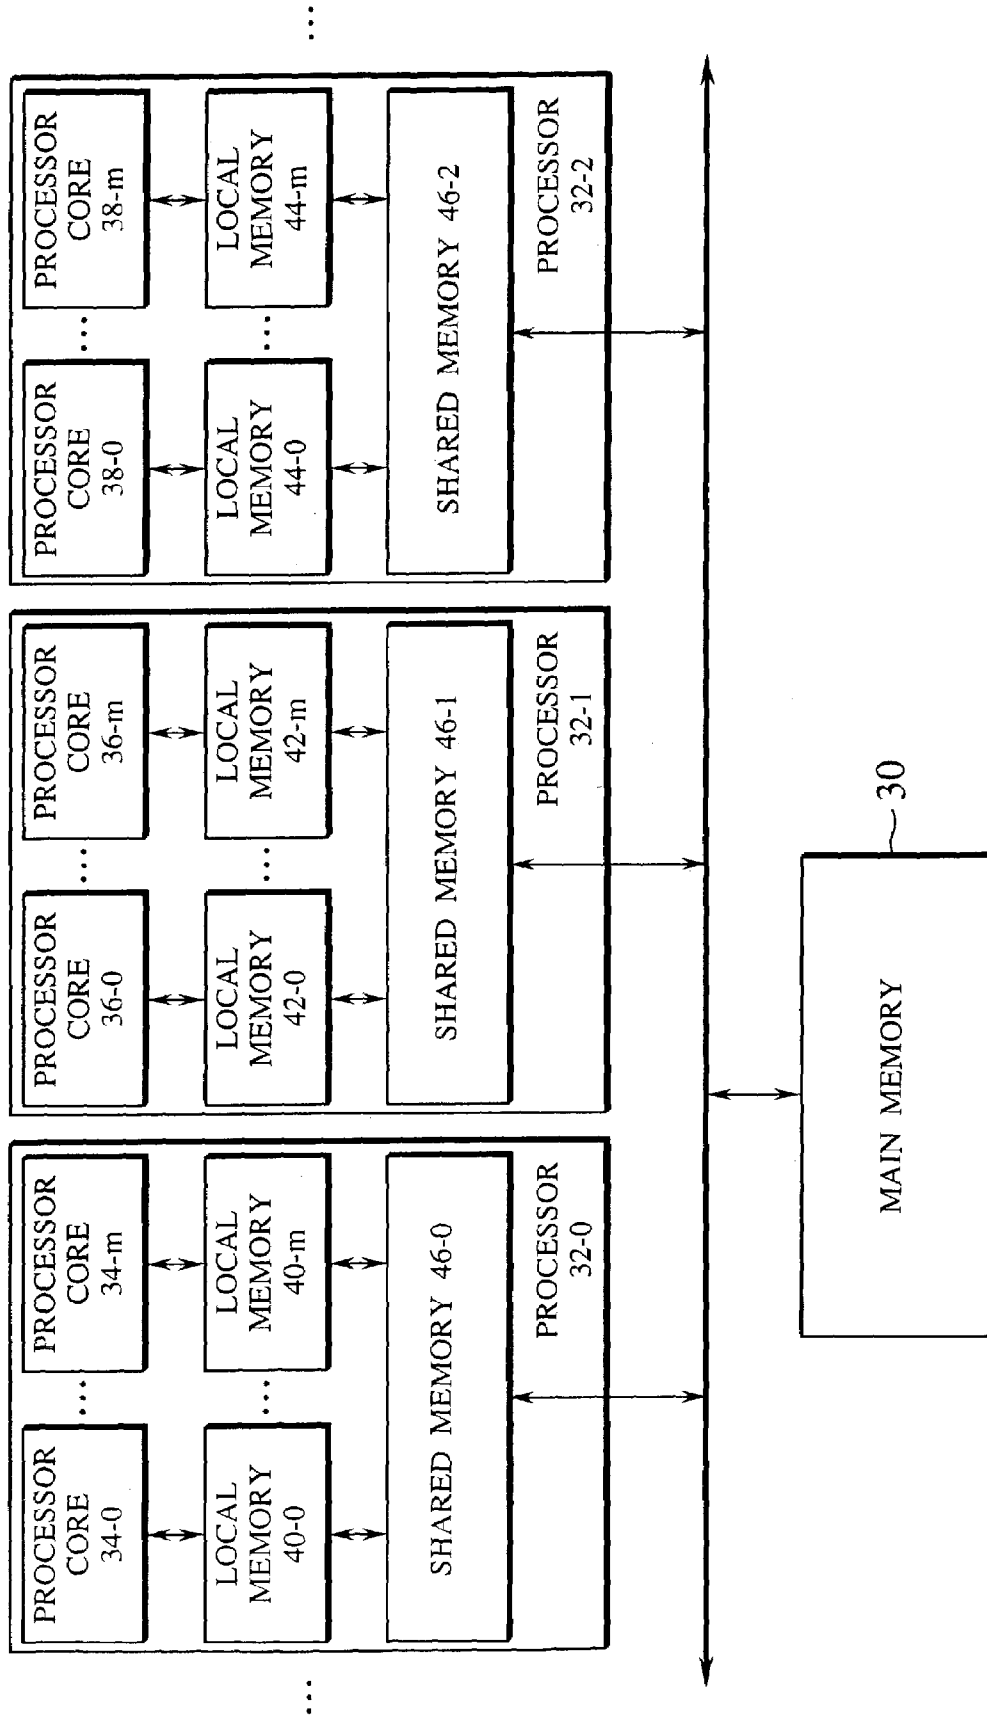 ...
PROCESSOR
CORE
34-0
...
PROCESSOR
CORE
34-m
LOCAL
MEMORY
40-0
...
LOCAL
MEMORY
40-m
SHARED MEMORY 46-0
PROCESSOR
32-0
PROCESSOR
CORE
36-0
...
PROCESSOR
CORE
36-m
LOCAL
MEMORY
42-0
...
LOCAL
MEMORY
42-m
SHARED MEMORY 46-1
PROCESSOR
32-1
PROCESSOR
CORE
38-0
...
PROCESSOR
CORE
38-m
LOCAL
MEMORY
44-0
...
LOCAL
MEMORY
44-m
SHARED MEMORY 46-2
PROCESSOR
32-2
...
MAIN MEMORY
30